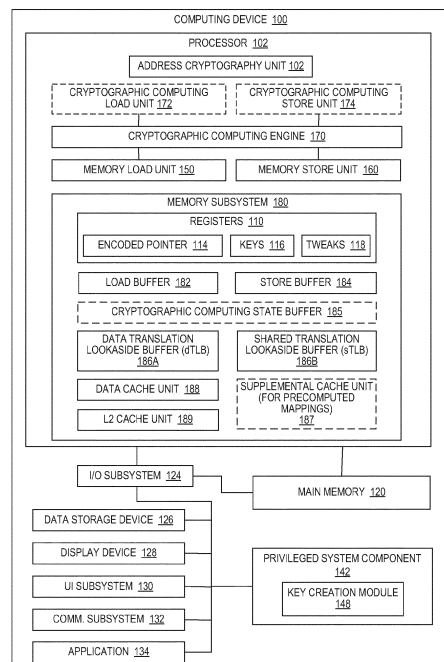 COMPUTING DEVICE 100
PROCESSOR 102
ADDRESS CRYPTOGRAPHY UNIT 102
CRYPTOGRAPHIC COMPUTING
LOAD UNIT 172
CRYPTOGRAPHIC COMPUTING
STORE UNIT 174
CRYPTOGRAPHIC COMPUTING ENGINE 170
MEMORY LOAD UNIT 150
MEMORY STORE UNIT 160
MEMORY SUBSYSTEM 180
REGISTERS 110
ENCODED POINTER 114
KEYS 116
TWEAKS 118
LOAD BUFFER 182
STORE BUFFER 184
CRYPTOGRAPHIC COMPUTING STATE BUFFER 185
DATA TRANSLATION
LOOKASIDE BUFFER (dTLB)
186A
SHARED TRANSLATION
LOOKASIDE BUFFER (sTLB)
186B
DATA CACHE UNIT 188
L2 CACHE UNIT 189
SUPPLEMENTAL CACHE UNIT
(FOR PRECOMPUTED
MAPPINGS)
187
I/O SUBSYSTEM 124
MAIN MEMORY 120
DATA STORAGE DEVICE 126
DISPLAY DEVICE 128
UI SUBSYSTEM 130
COMM. SUBSYSTEM 132
APPLICATION 134
PRIVILEGED SYSTEM COMPONENT
142
KEY CREATION MODULE
148